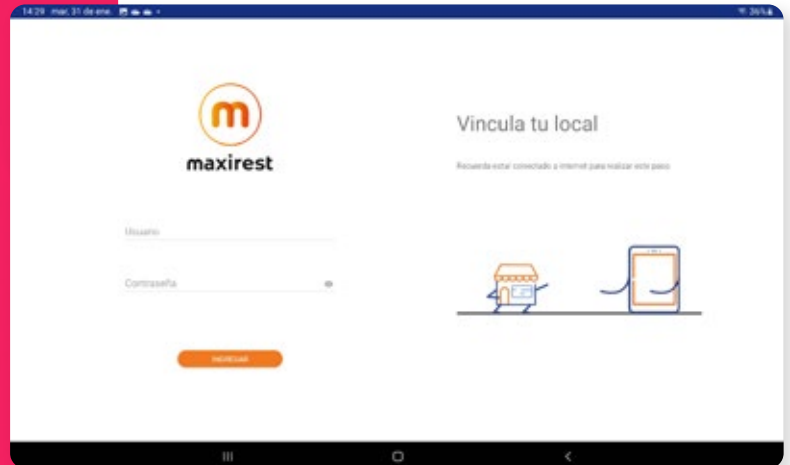 14:29 mar, 31 de ene.
36%
maxirest
Usuario
Contraseña
INGRESAR
Vincula tu local
Recuerda estar conectado a internet para realizar este paso